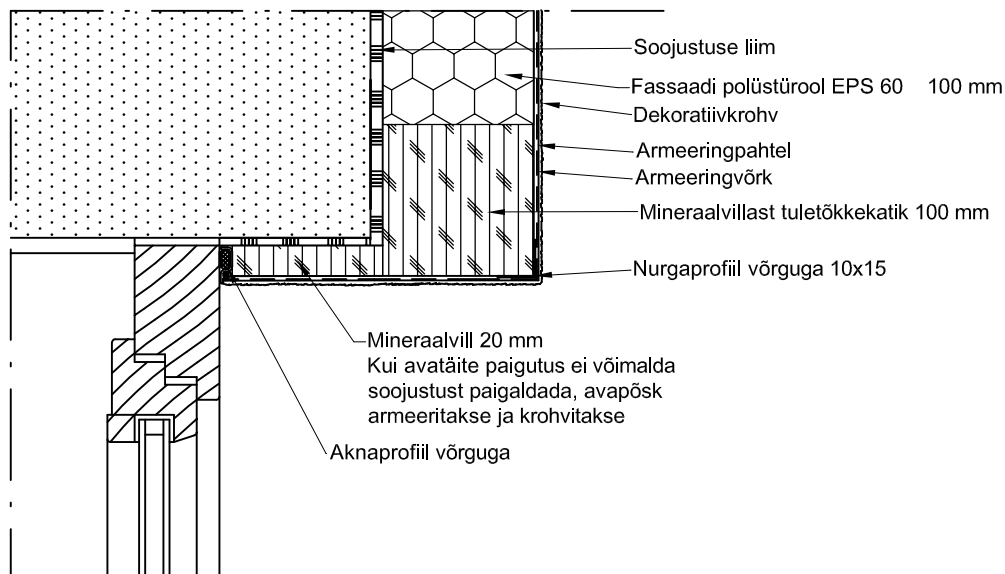 Soojustuse liim
Fassaadi polüstürool EPS 60 100 mm
Dekoratiivkrohv
Armeeringpahtel
Armeeringvõrk
Mineraalvillast tuletõkkekatik 100 mm
Nurgaprofiil võrguga 10x15
Mineraalvill 20 mm
Kui avatäite paigutus ei võimalda
soojustust paigaldada, avapõsk
armeeritakse ja krohvitakse
Aknaprofiil võrguga